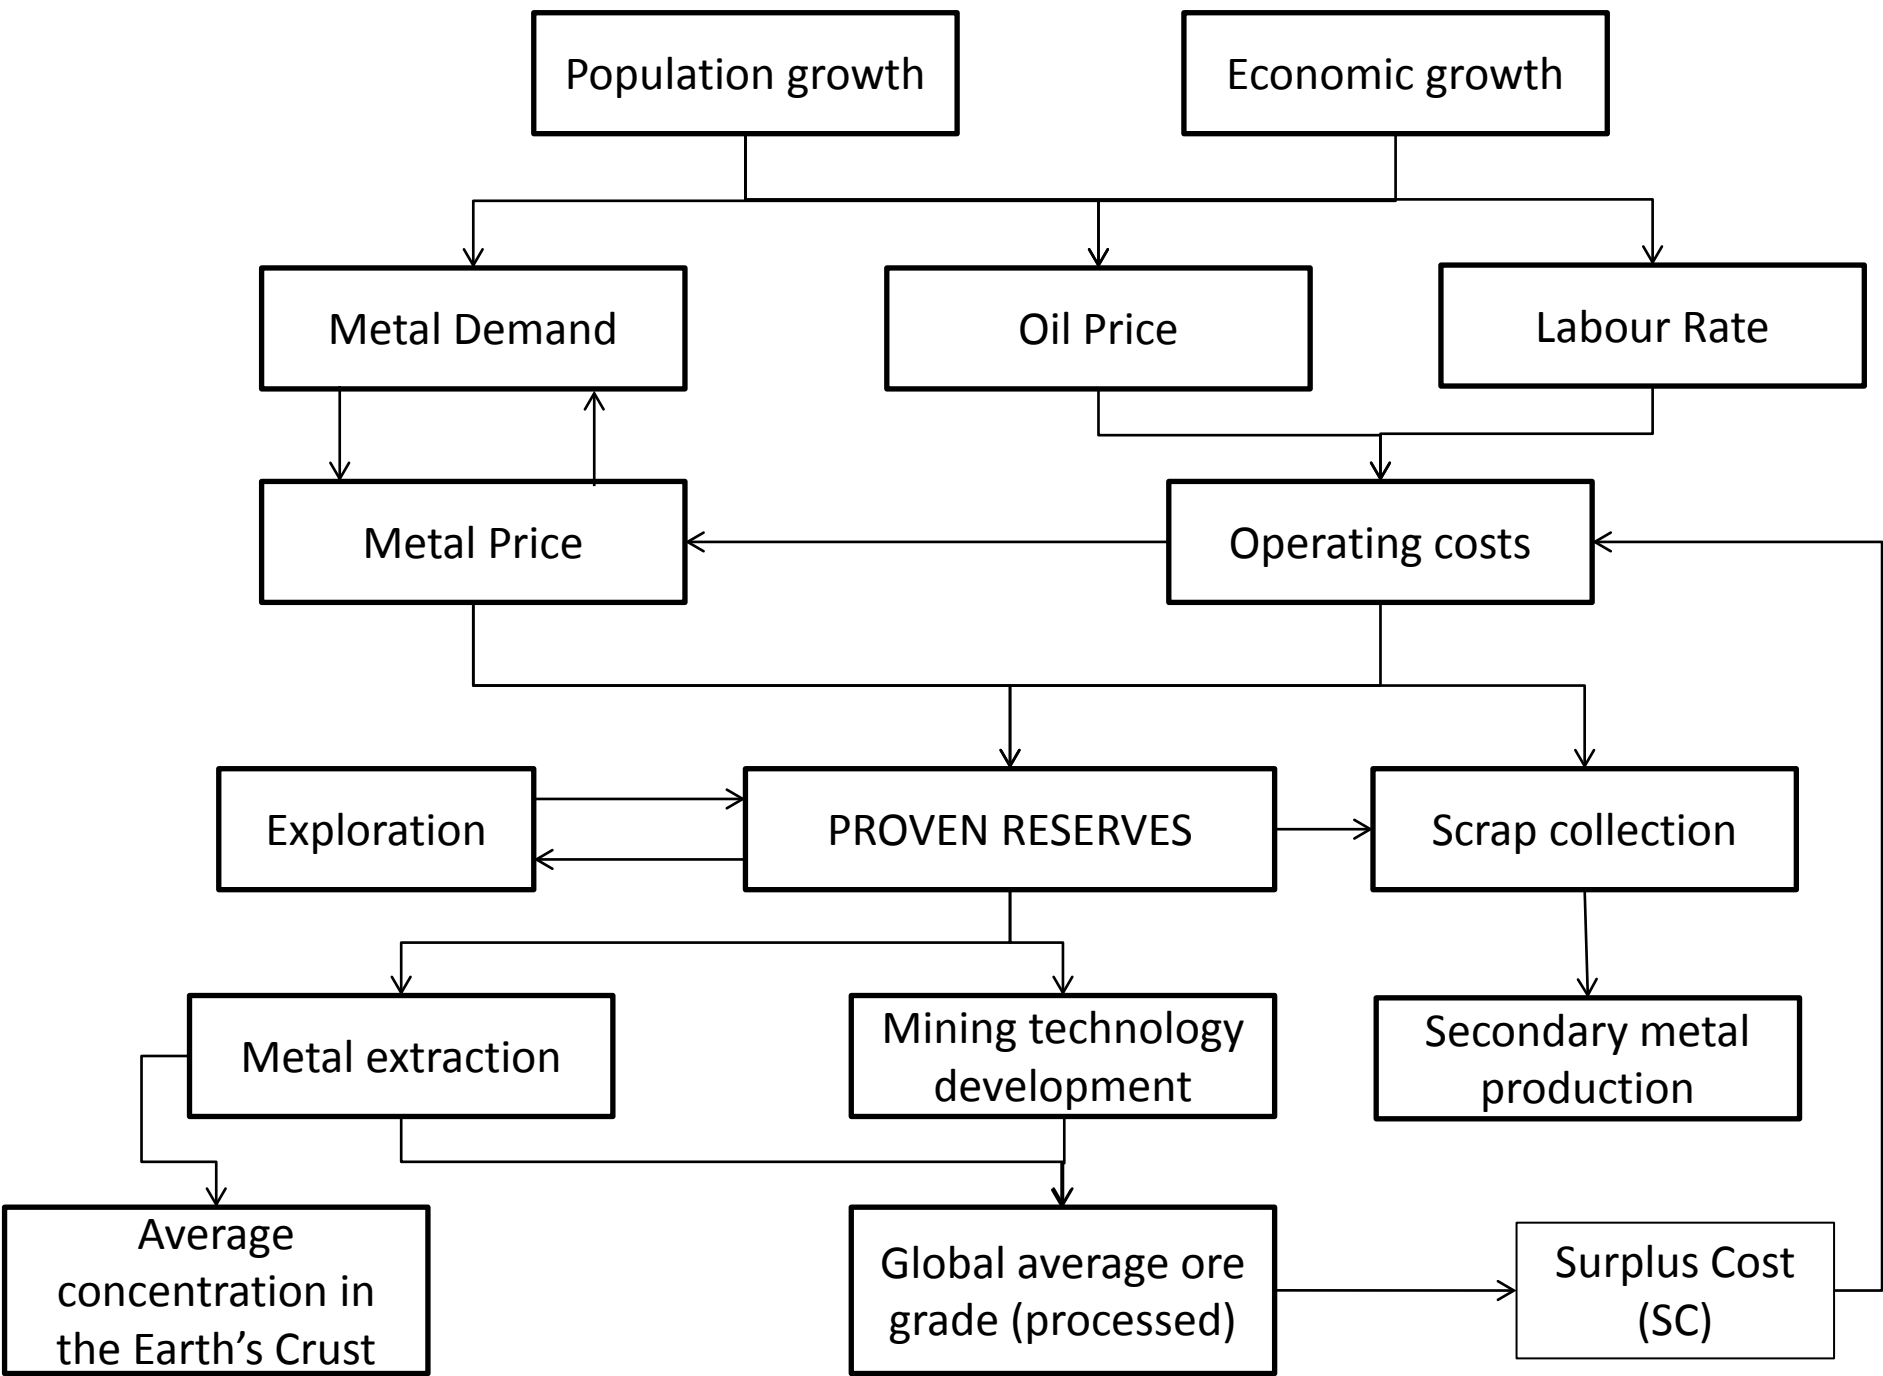 Population growth
Economic growth
Metal Demand
Oil Price
Labour Rate
Metal Price
Operating costs
Exploration
PROVEN RESERVES
Scrap collection
Metal extraction
Mining technology
development
Secondary metal
production
Average
concentration in
the Earth’s Crust
Global average ore
grade (processed)
Surplus Cost
(SC)